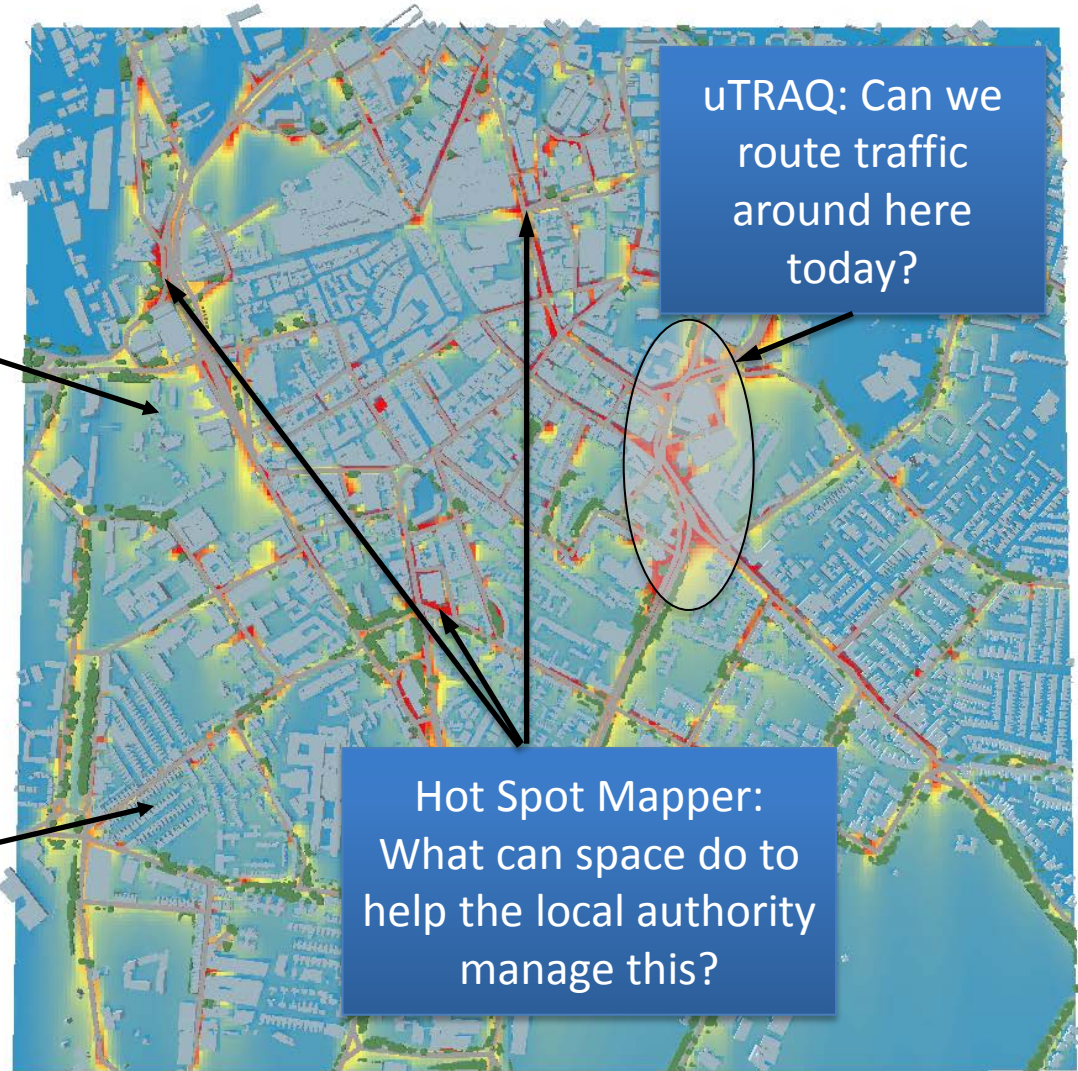 uTRAQ: Can we
route traffic
around here
today?
Hot Spot Mapper:
What can space do to
help the local authority
manage this?